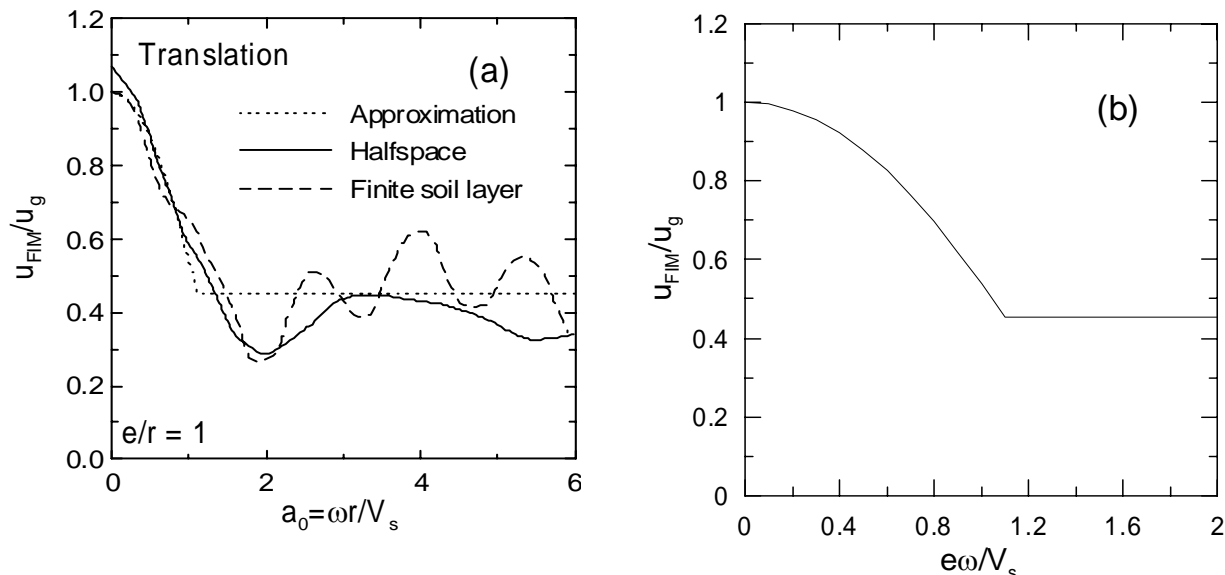 1.2
1.0
0.8
0.6
0.4
0.2
0.0
u_FIM/u_g
Translation
(a)
Approximation
Halfspace
Finite soil layer
e/r = 1
0 2 4 6
a_0=ωr/V_s
1.2
1
0.8
0.6
0.4
0.2
0
u_FIM/u_g
(b)
0 0.4 0.8 1.2 1.6 2
eω/V_s